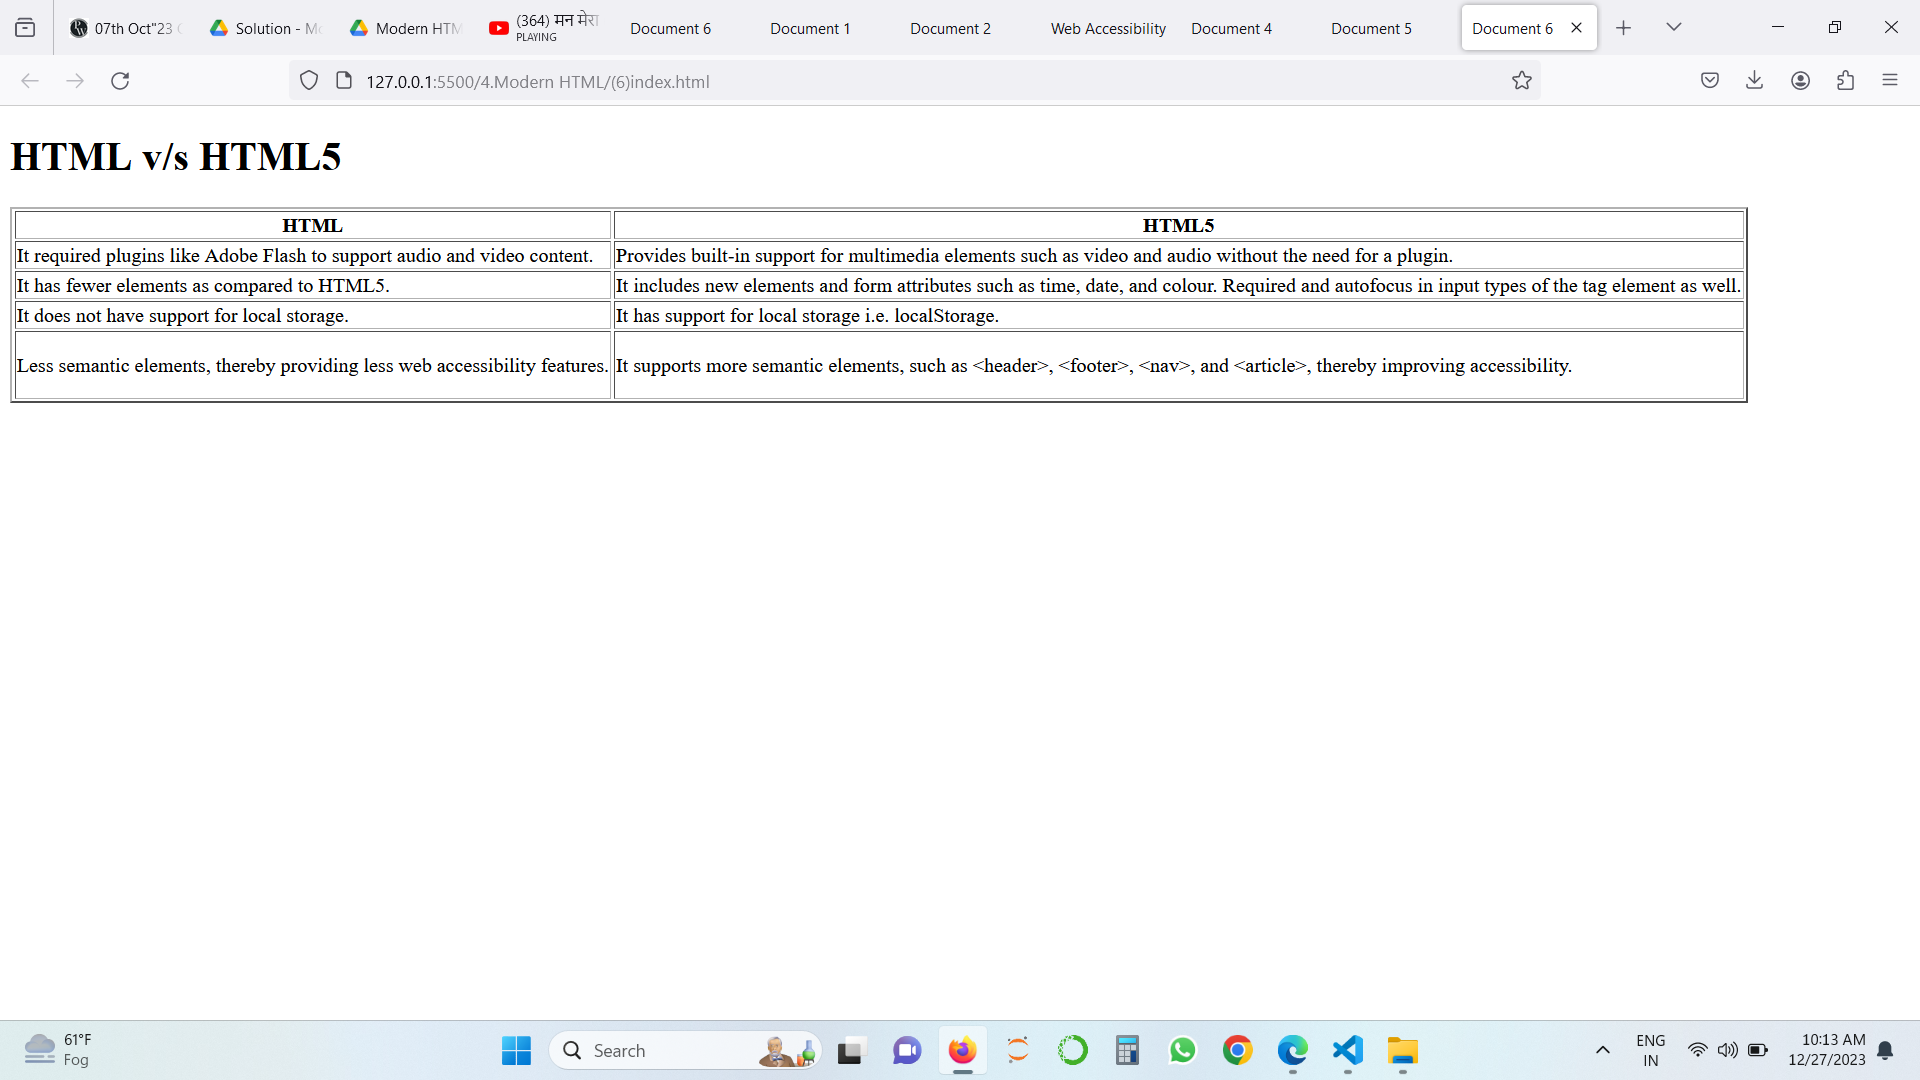 07th Oct"23
Solution - Mo
Modern HTM
(364) मन मेरा
PLAYING
Document 6
Document 1
Document 2
Web Accessibility
Document 4
Document 5
Document 6
127.0.0.1:5500/4.Modern HTML/(6)index.html
HTML v/s HTML5
HTML HTML5
It required plugins like Adobe Flash to support audio and video content. Provides built-in support for multimedia elements such as video and audio without the need for a plugin.
It has fewer elements as compared to HTML5. It includes new elements and form attributes such as time, date, and colour. Required and autofocus in input types of the tag element as well.
It does not have support for local storage. It has support for local storage i.e. localStorage.
Less semantic elements, thereby providing less web accessibility features. It supports more semantic elements, such as <header>, <footer>, <nav>, and <article>, thereby improving accessibility.
61°F
Fog
Search
ENG
IN
10:13 AM
12/27/2023